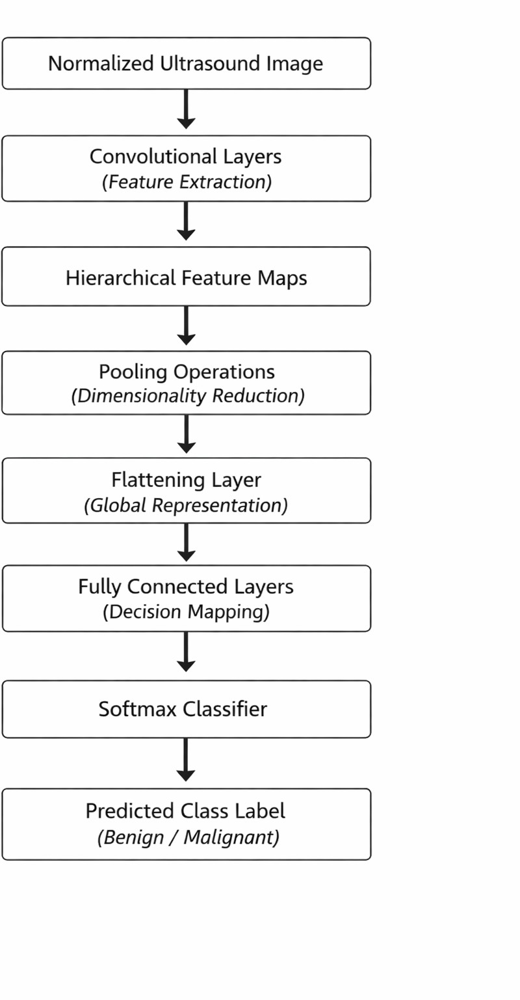 Normalized Ultrasound Image
Convolutional Layers
(Feature Extraction)
Hierarchical Feature Maps
Pooling Operations
(Dimensionality Reduction)
Flattening Layer
(Global Representation)
Fully Connected Layers
(Decision Mapping)
Softmax Classifier
Predicted Class Label
(Benign / Malignant)